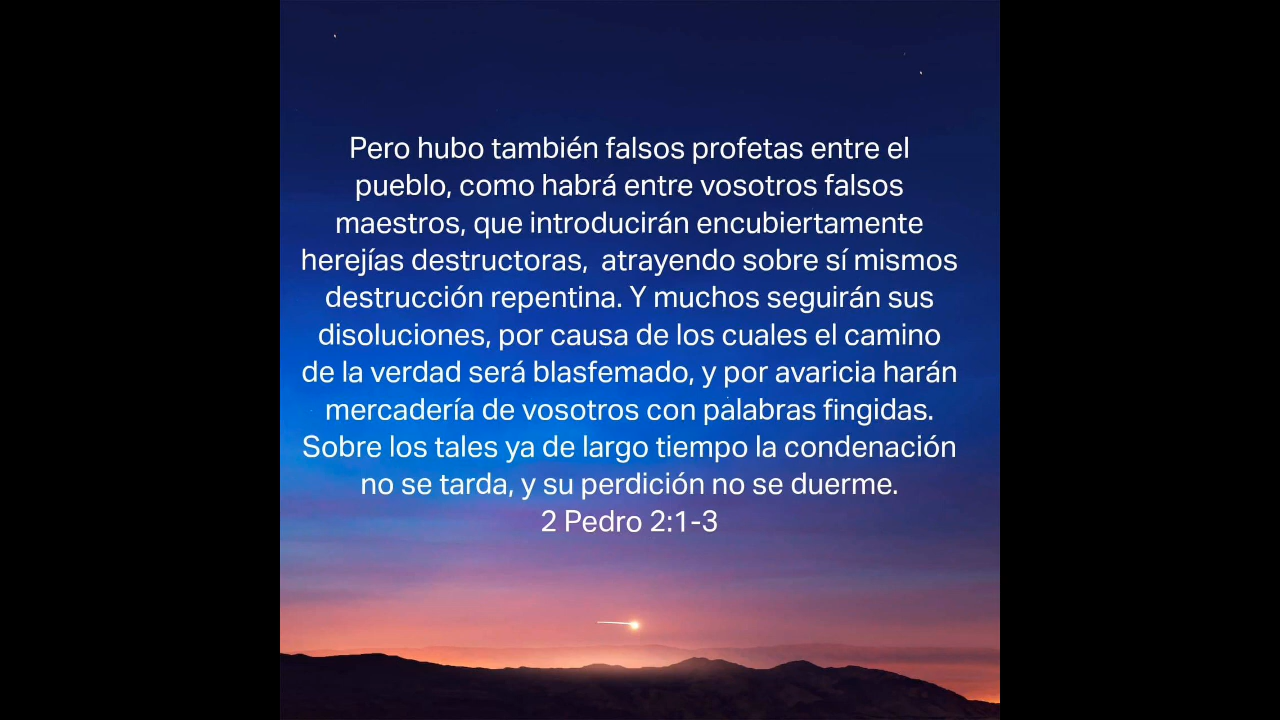 Pero hubo también falsos profetas entre el
pueblo, como habrá entre vosotros falsos
maestros, que introducirán encubiertamente
herejías destructoras,  atrayendo sobre sí mismos
destrucción repentina. Y muchos seguirán sus
disoluciones, por causa de los cuales el camino
de la verdad será blasfemado, y por avaricia harán
mercadería de vosotros con palabras fingidas.
Sobre los tales ya de largo tiempo la condenación
no se tarda, y su perdición no se duerme.
2 Pedro 2:1-3